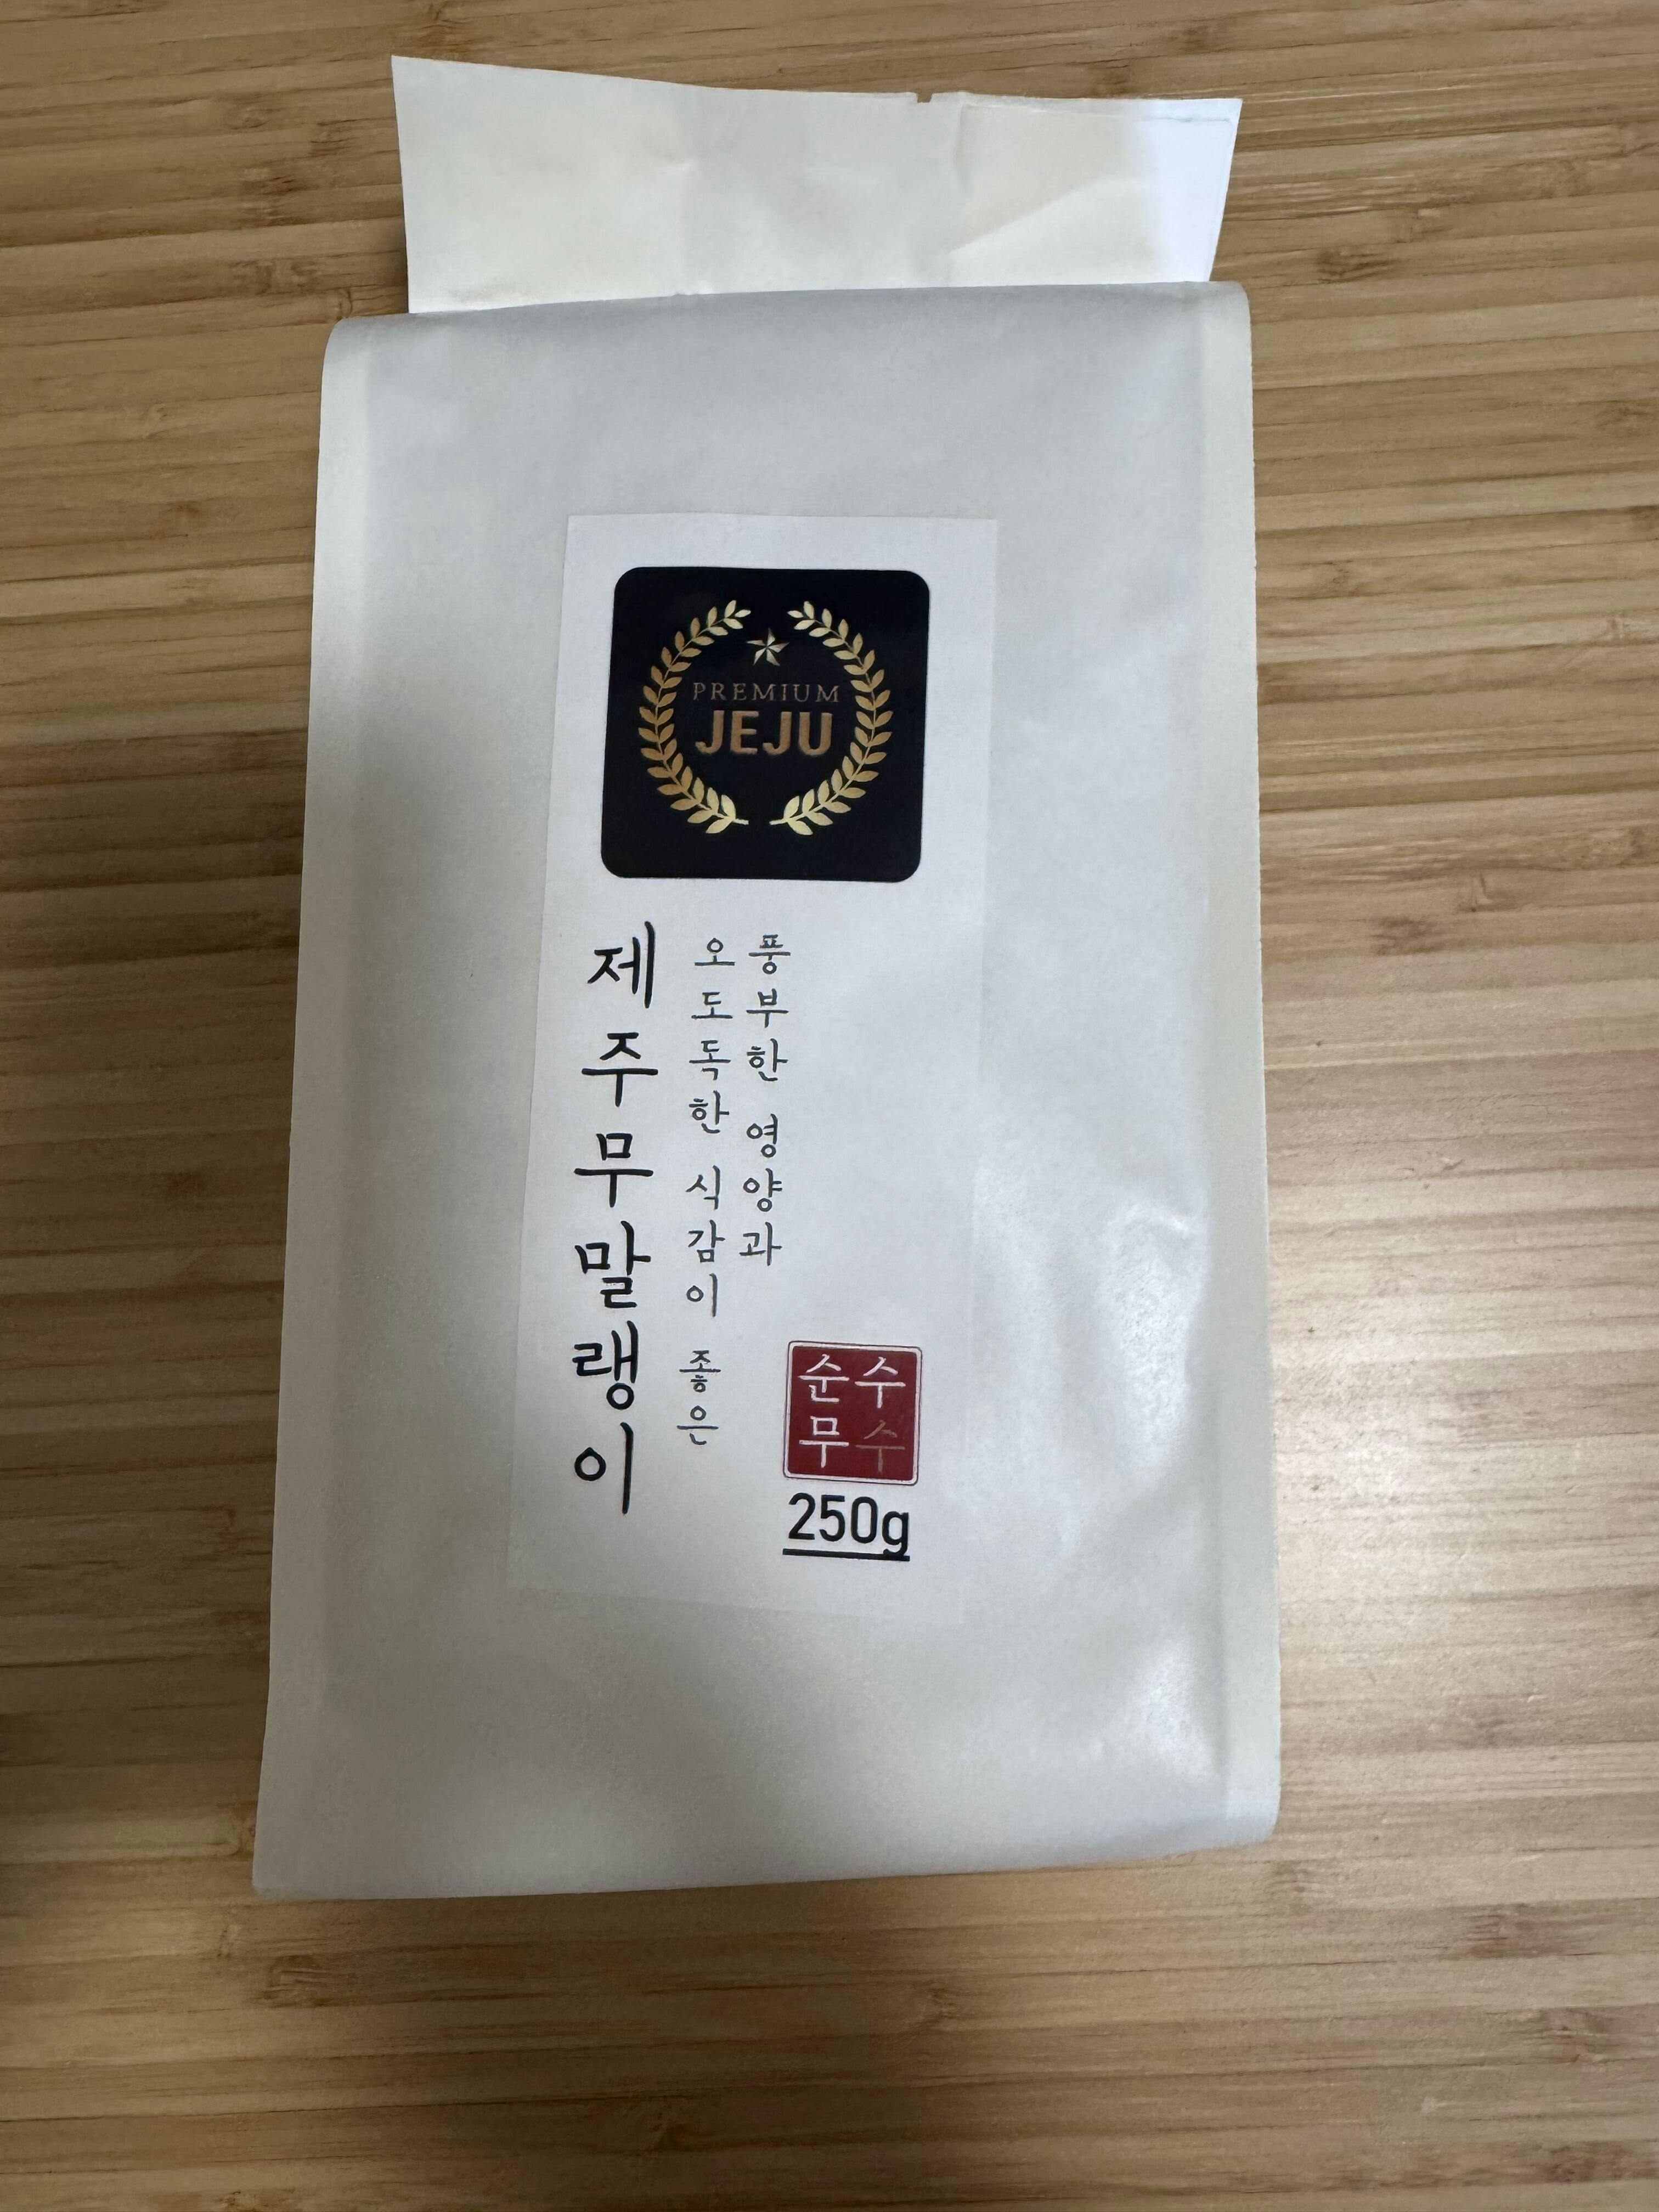 PREMIUM
JEJU
풍부한 영양과
오도독한 식감이 좋은
제주무말랭이
순수
무수
250g